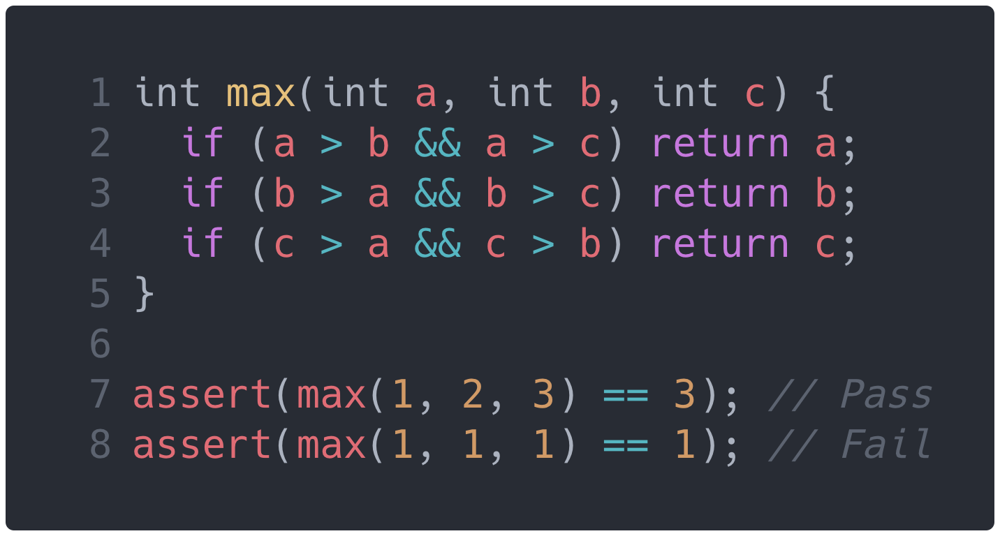 1 int max(int a, int b, int c) {
2   if (a > b && a > c) return a;
3   if (b > a && b > c) return b;
4   if (c > a && c > b) return c;
5 }
6
7 assert(max(1, 2, 3) == 3); // Pass
8 assert(max(1, 1, 1) == 1); // Fail